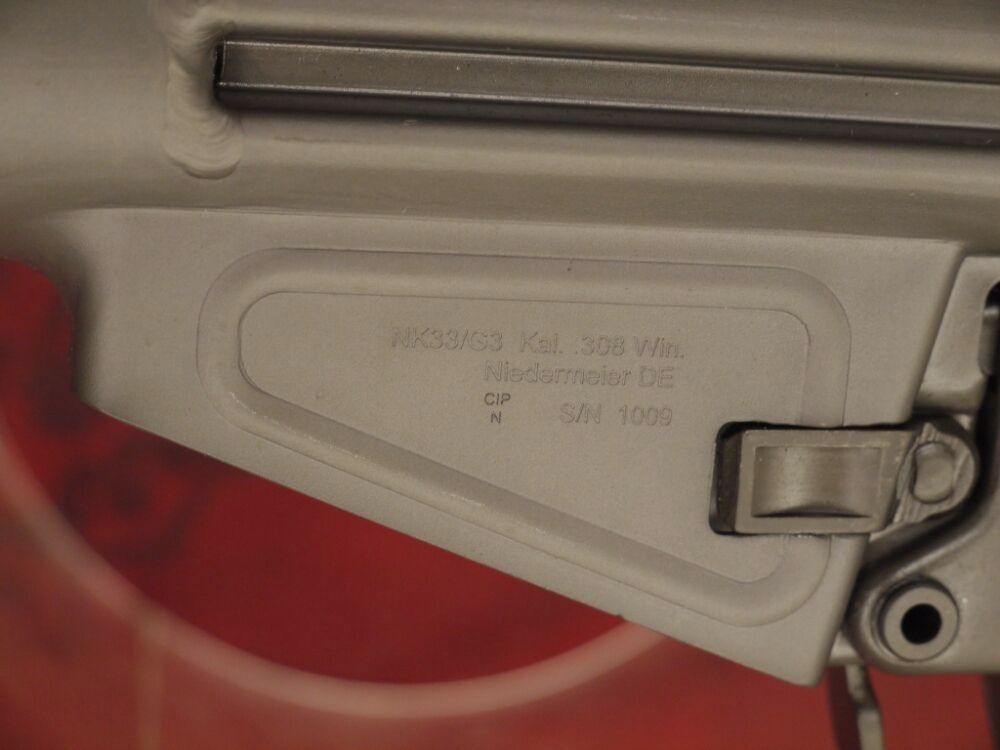 NK33/G3 Kal. .308 Win.
Niedermeier DE
CIP
N S/N 1009